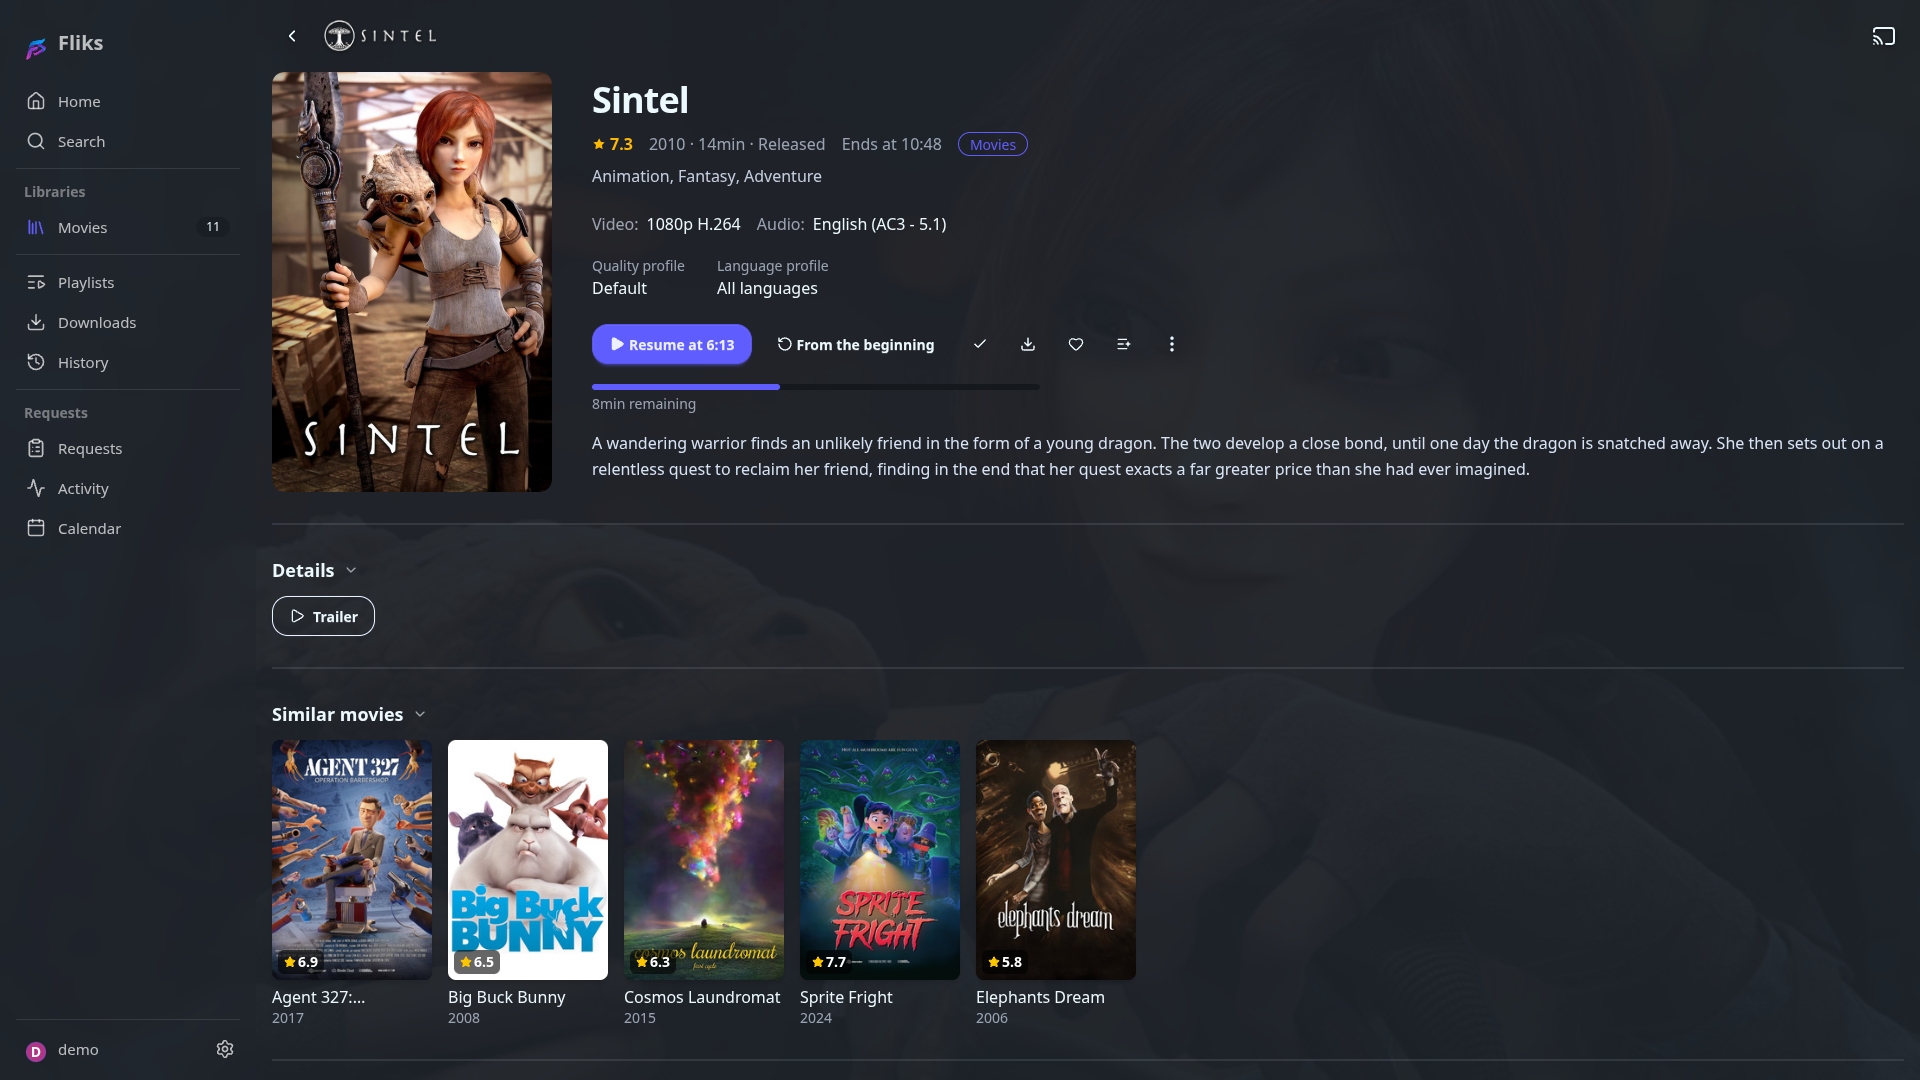 Fliks
SINTEL
Home
Search
Libraries
Movies 11
Playlists
Downloads
History
Requests
Requests
Activity
Calendar
demo
D
SINTEL
Sintel
7.3 2010 · 14min · Released Ends at 10:48 Movies
Animation, Fantasy, Adventure
Video: 1080p H.264 Audio: English (AC3 - 5.1)
Quality profile Language profile
Default All languages
Resume at 6:13 From the beginning
8min remaining
A wandering warrior finds an unlikely friend in the form of a young dragon. The two develop a close bond, until one day the dragon is snatched away. She then sets out on a
relentless quest to reclaim her friend, finding in the end that her quest exacts a far greater price than she had ever imagined.
Details
Trailer
Similar movies
AGENT 327
OPERATION BARBERSHOP
6.9
Agent 327:...
2017
Big Buck
BUNNY
6.5
Big Buck Bunny
2008
cosmos laundromat
first cycle
6.3
Cosmos Laundromat
2015
SPRITE
FRIGHT
7.7
Sprite Fright
2024
elephants dream
5.8
Elephants Dream
2006